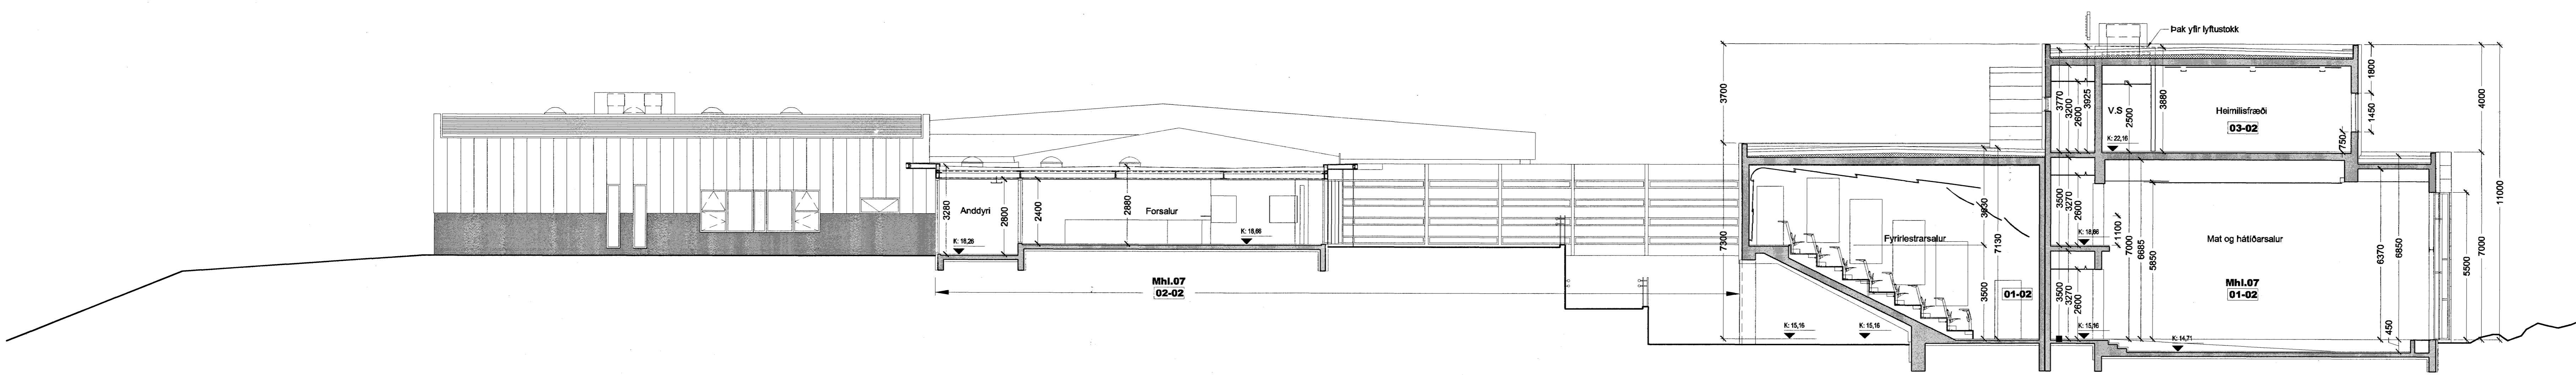 Þak yfir lyftustokk
3700
3770
3200
2600
3925
V.S
2500
K: 22,16
3880
Heimilisfræði
03-02
750
1800
1450
4000
11000
Anddyri
3280
2800
K: 18,26
2400
2880
Forsalur
K: 18,66
7300
Fyrirlestrarsalur
3630
7130
3500
01-02
K: 15,16
K: 15,16
3500
3270
2600
K: 18,66
1100
7000
6685
5850
Mat og hátíðarsalur
6370
6850
5500
7000
Mhl.07
02-02
Mhl.07
01-02
3500
3270
2600
K: 15,16
K: 14,71
450